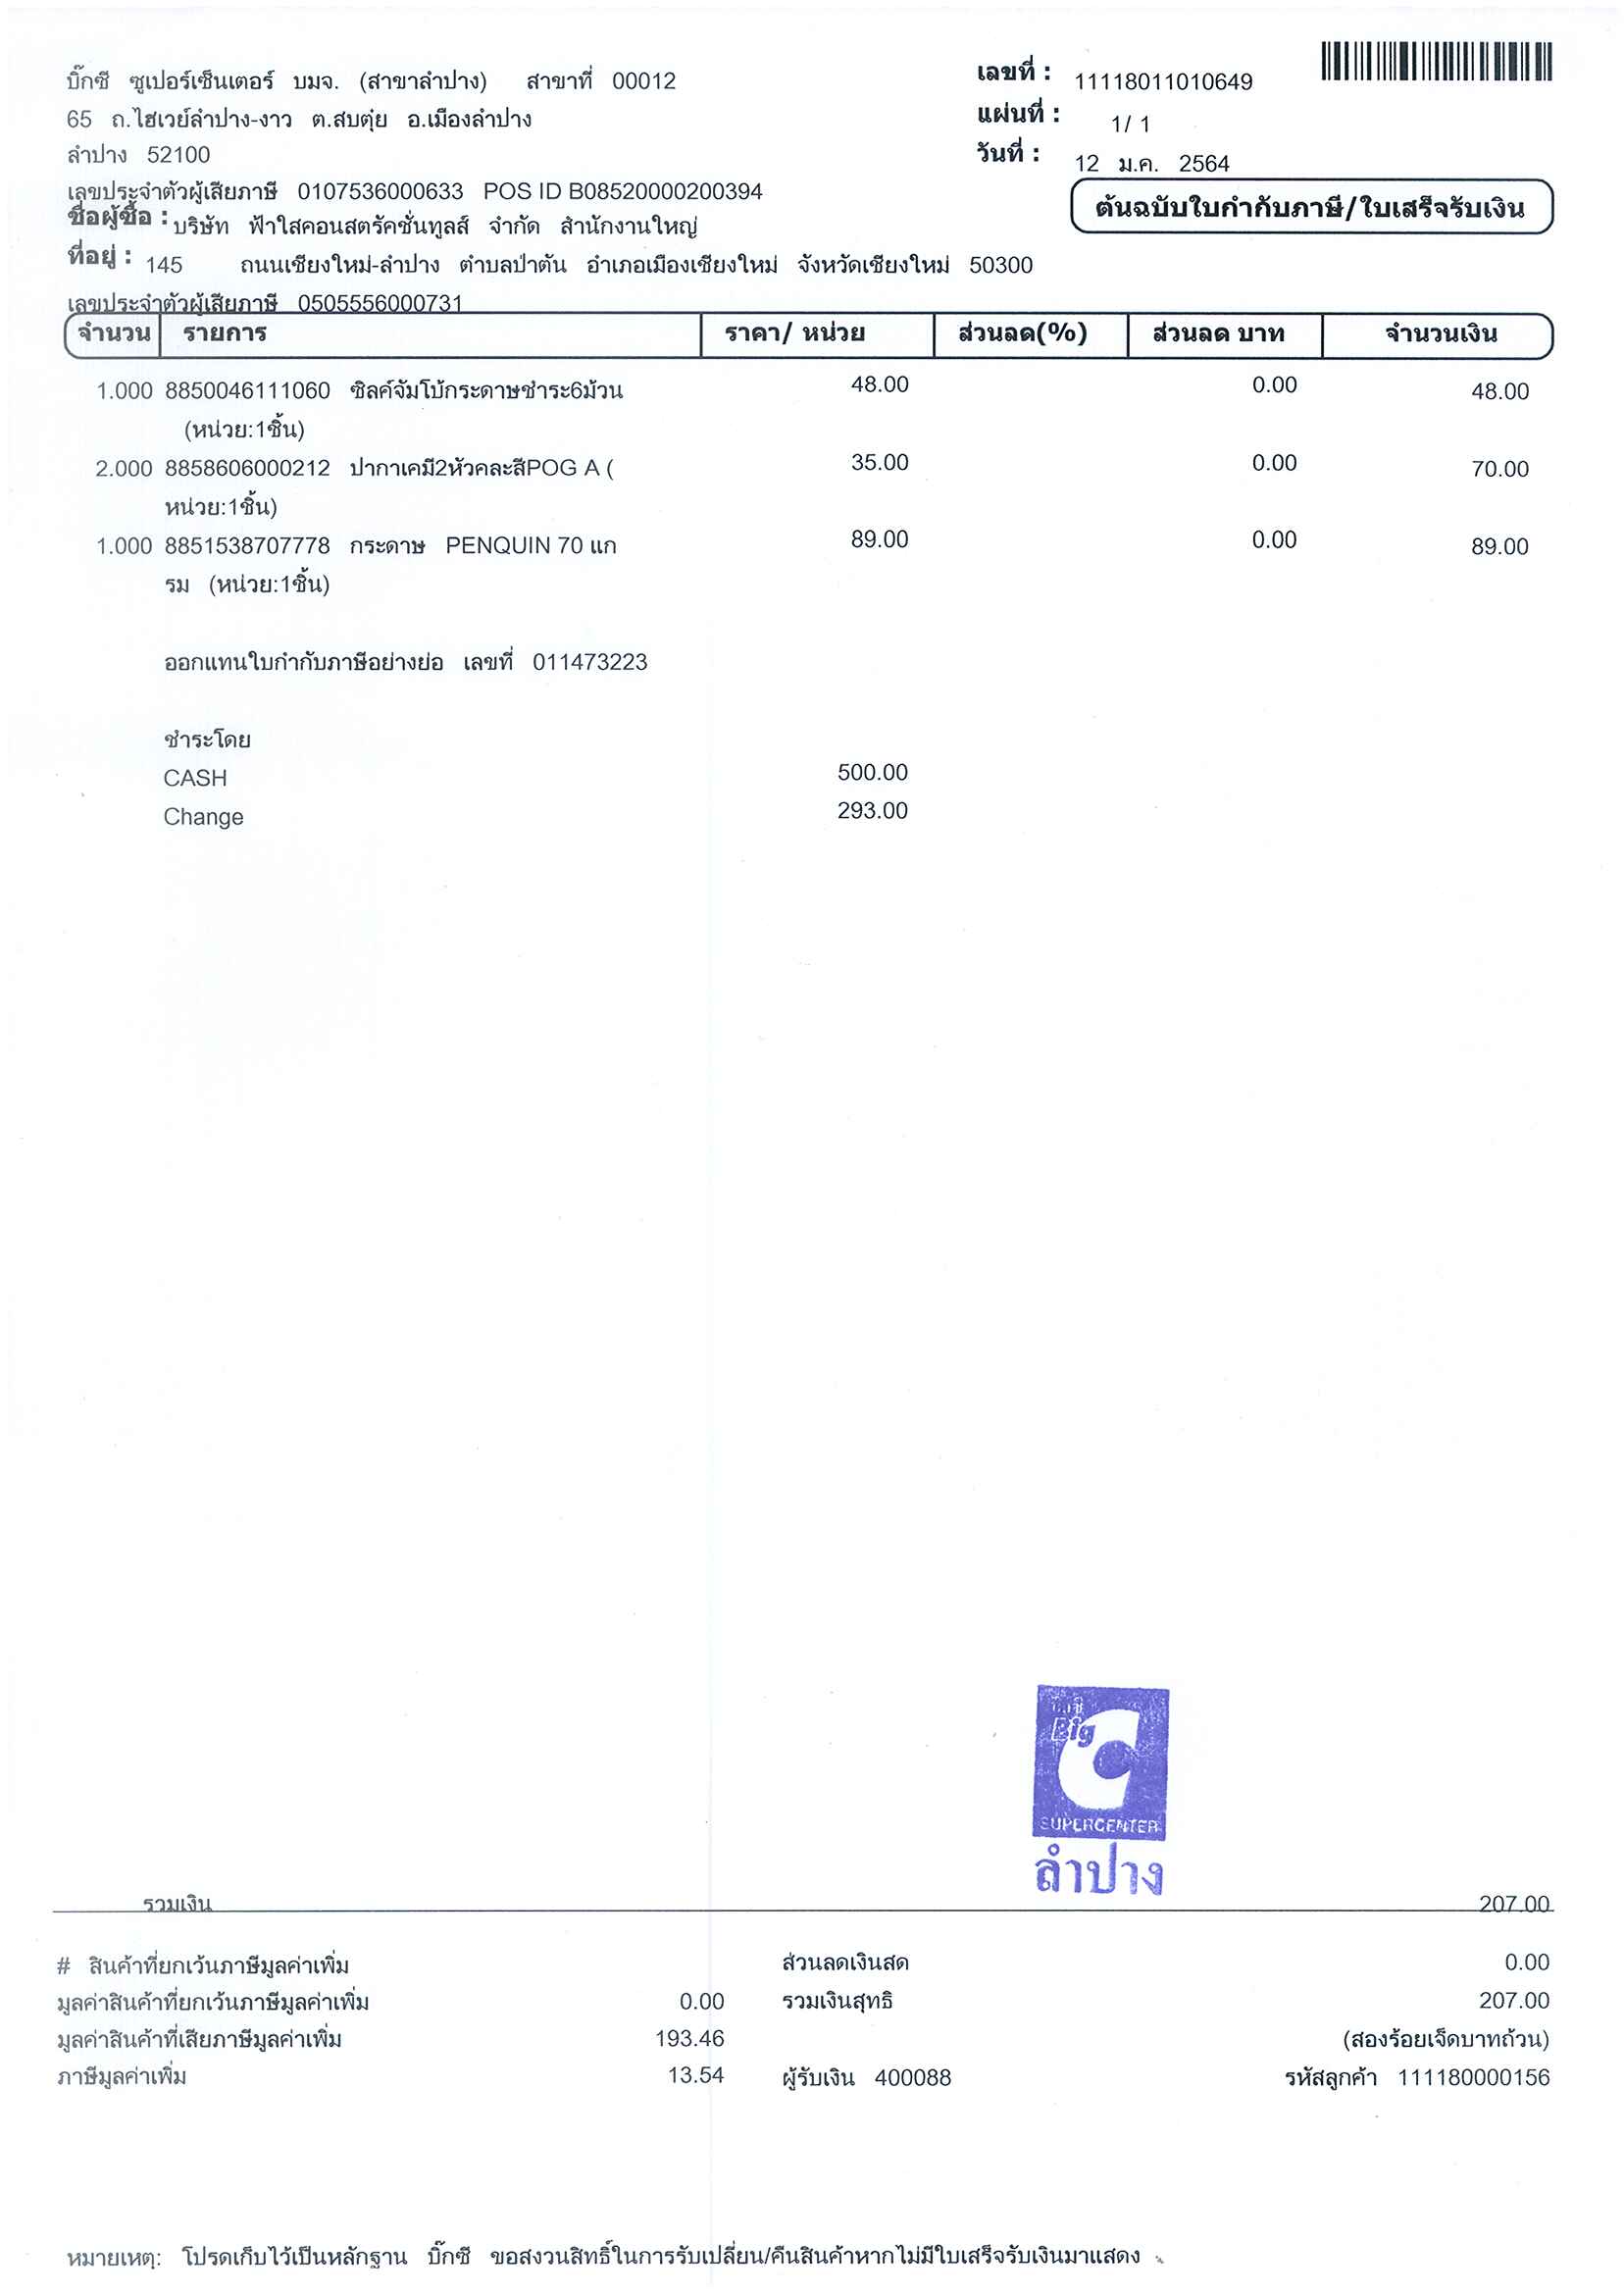 บิ๊กซี ซูเปอร์เซ็นเตอร์ บมจ. (สาขาลำปาง) สาขาที่ 00012
65 ถ.ไฮเวย์ลำปาง-งาว ต.สบตุ๋ย อ.เมืองลำปาง
ลำปาง 52100
เลขประจำตัวผู้เสียภาษี 0107536000633 POS ID B08520000200394
เลขที่ : 11118011010649
แผ่นที่ : 1/ 1
วันที่ : 12 ม.ค. 2564
ต้นฉบับใบกำกับภาษี/ใบเสร็จรับเงิน
ชื่อผู้ซื้อ : บริษัท ฟ้าใสคอนสตรัคชั่นทูลส์ จำกัด สำนักงานใหญ่
ที่อยู่ : 145 ถนนเชียงใหม่-ลำปาง ตำบลป่าตัน อำเภอเมืองเชียงใหม่ จังหวัดเชียงใหม่ 50300
เลขประจำตัวผู้เสียภาษี 0505556000731
จำนวน รายการ ราคา/ หน่วย ส่วนลด(%) ส่วนลด บาท จำนวนเงิน
1.000 8850046111060 ซิลค์จัมโบ้กระดาษชำระ6ม้วน 48.00 0.00 48.00
(หน่วย:1ชิ้น)
2.000 8858606000212 ปากาเคมี2หัวคละสีPOG A ( 35.00 0.00 70.00
หน่วย:1ชิ้น)
1.000 8851538707778 กระดาษ PENQUIN 70 แก 89.00 0.00 89.00
รม (หน่วย:1ชิ้น)
ออกแทนใบกำกับภาษีอย่างย่อ เลขที่ 011473223
ชำระโดย
CASH 500.00
Change 293.00
บิ๊กซี
Big C
SUPERCENTER
ลำปาง
รวมเงิน 207.00
# สินค้าที่ยกเว้นภาษีมูลค่าเพิ่ม ส่วนลดเงินสด 0.00
มูลค่าสินค้าที่ยกเว้นภาษีมูลค่าเพิ่ม 0.00 รวมเงินสุทธิ 207.00
มูลค่าสินค้าที่เสียภาษีมูลค่าเพิ่ม 193.46 (สองร้อยเจ็ดบาทถ้วน)
ภาษีมูลค่าเพิ่ม 13.54 ผู้รับเงิน 400088 รหัสลูกค้า 111180000156
หมายเหตุ: โปรดเก็บไว้เป็นหลักฐาน บิ๊กซี ขอสงวนสิทธิ์ในการรับเปลี่ยน/คืนสินค้าหากไม่มีใบเสร็จรับเงินมาแสดง